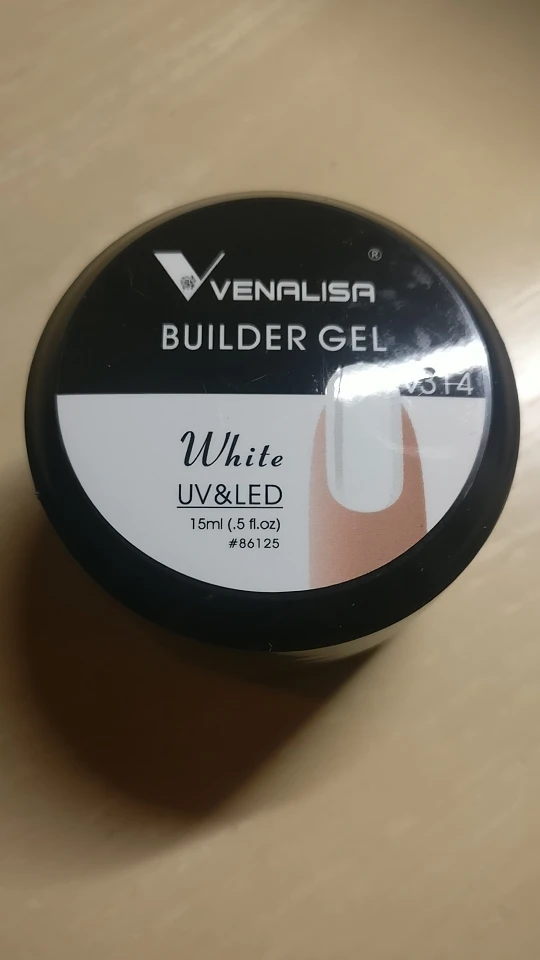 VENALISA ®
BUILDER GEL
V314
White
UV&LED
15ml (.5 fl.oz)
#86125